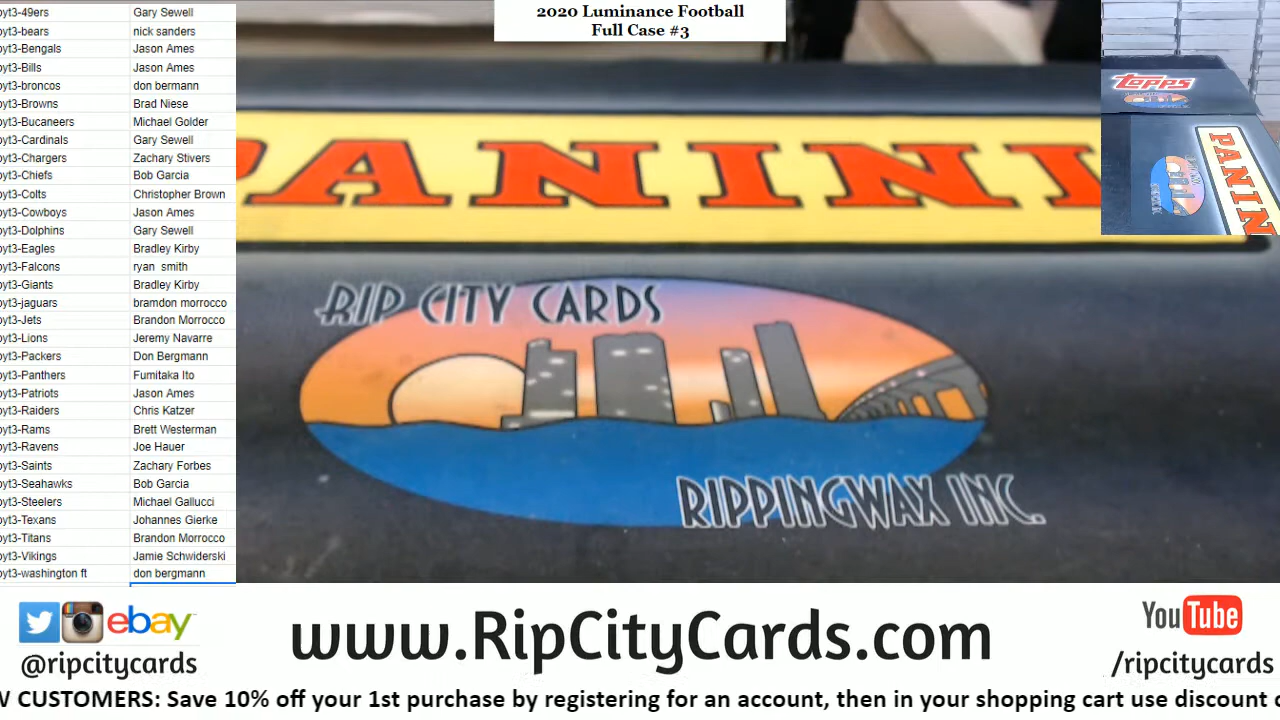 oyt3-49ers Gary Sewell
oyt3-bears nick sanders
oyt3-Bengals Jason Ames
oyt3-Bills Jason Ames
oyt3-broncos don bermann
oyt3-Browns Brad Niese
oyt3-Bucaneers Michael Golder
oyt3-Cardinals Gary Sewell
oyt3-Chargers Zachary Stivers
oyt3-Chiefs Bob Garcia
oyt3-Colts Christopher Brown
oyt3-Cowboys Jason Ames
oyt3-Dolphins Gary Sewell
oyt3-Eagles Bradley Kirby
oyt3-Falcons ryan smith
oyt3-Giants Bradley Kirby
oyt3-jaguars bramdon morrocco
oyt3-Jets Brandon Morrocco
oyt3-Lions Jeremy Navarre
oyt3-Packers Don Bergmann
oyt3-Panthers Fumitaka Ito
oyt3-Patriots Jason Ames
oyt3-Raiders Chris Katzer
oyt3-Rams Brett Westerman
oyt3-Ravens Joe Hauer
oyt3-Saints Zachary Forbes
oyt3-Seahawks Bob Garcia
oyt3-Steelers Michael Gallucci
oyt3-Texans Johannes Gierke
oyt3-Titans Brandon Morrocco
oyt3-Vikings Jamie Schwiderski
oyt3-washington ft don bergmann
2020 Luminance Football
Full Case #3
PANINI
RIP CITY CARDS
RIPPINGWAX INC.
Topps
PANIN
ebay
@ripcitycards
www.RipCityCards.com
YouTube
/ripcitycards
W CUSTOMERS: Save 10% off your 1st purchase by registering for an account, then in your shopping cart use discount c